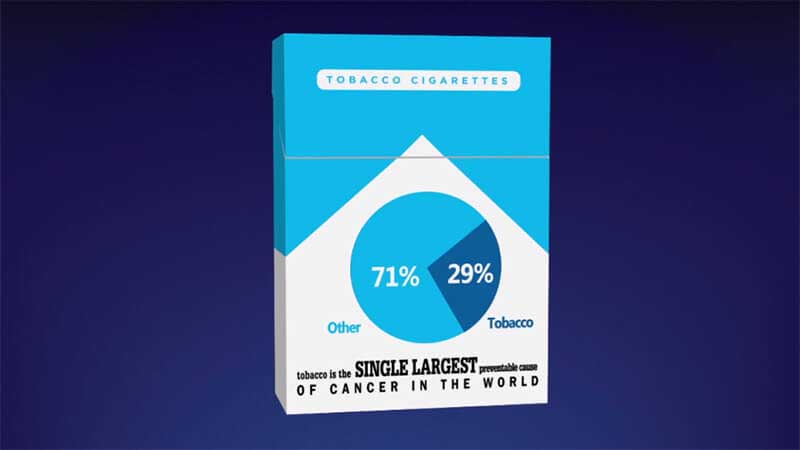 TOBACCO CIGARETTES
71%
29%
Other
Tobacco
tobacco is the SINGLE LARGEST preventable cause
OF CANCER IN THE WORLD